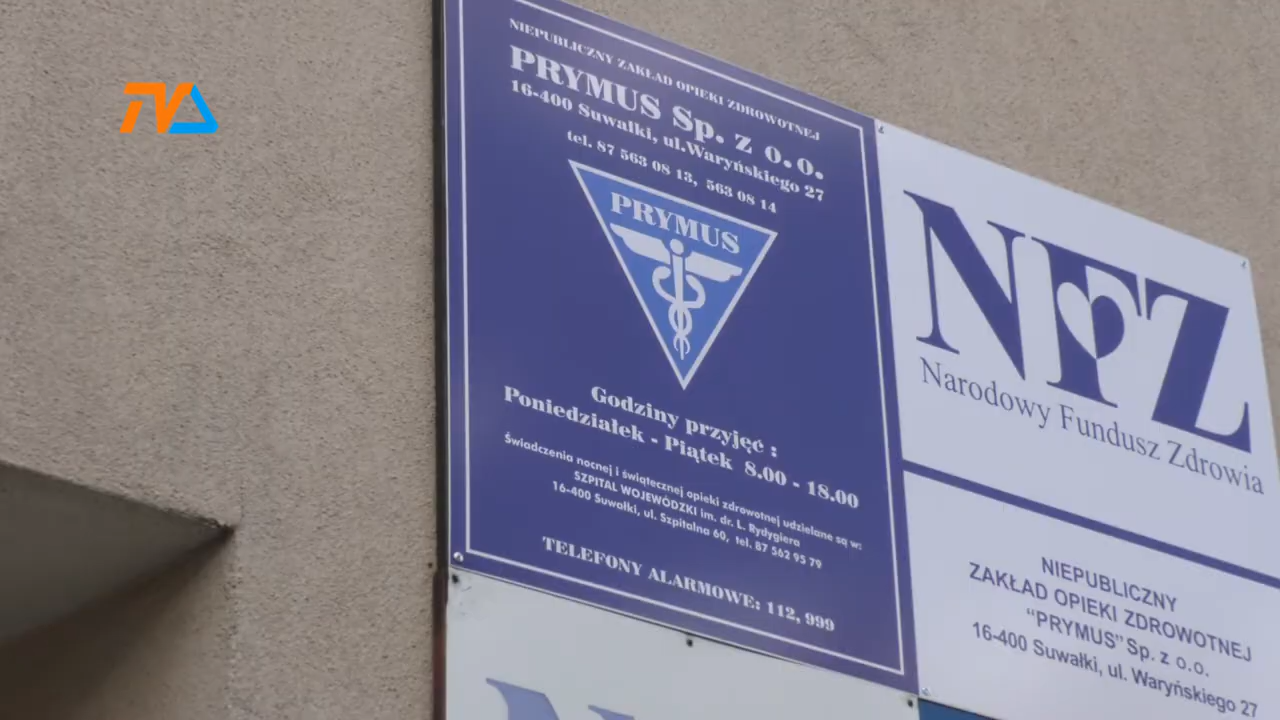 TVA
NIEPUBLICZNY ZAKŁAD OPIEKI ZDROWOTNEJ
PRYMUS Sp. z o.o.
16-400 Suwałki, ul.Waryńskiego 27
tel. 87 563 08 13, 563 08 14
PRYMUS
Godziny przyjęć :
Poniedziałek - Piątek 8.00 - 18.00
Świadczenia nocnej i świątecznej opieki zdrowotnej udzielane są w:
SZPITAL WOJEWÓDZKI im. dr. L. Rydygiera
16-400 Suwałki, ul. Szpitalna 60, tel. 87 562 95 79
TELEFONY ALARMOWE: 112, 999
NFZ
Narodowy Fundusz Zdrowia
NIEPUBLICZNY
ZAKŁAD OPIEKI ZDROWOTNEJ
“PRYMUS” Sp. z o.o.
16-400 Suwałki, ul. Waryńskiego 27